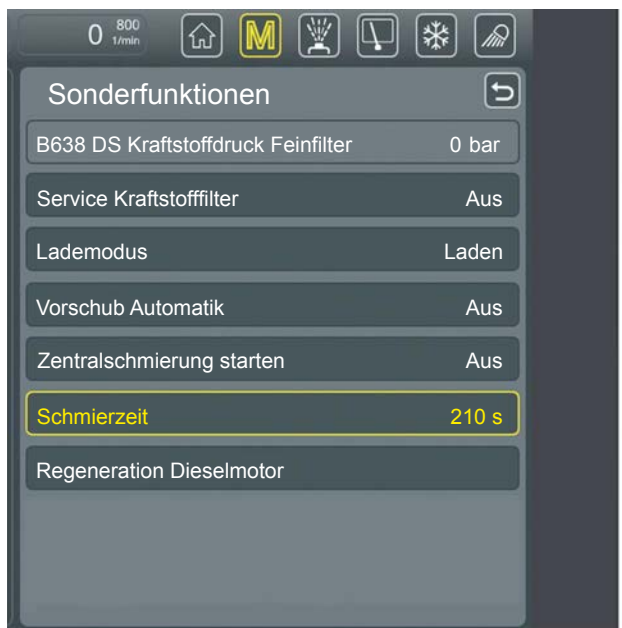 0 800 1/min M
Sonderfunktionen
B638 DS Kraftstoffdruck Feinfilter 0 bar
Service Kraftstofffilter Aus
Lademodus Laden
Vorschub Automatik Aus
Zentralschmierung starten Aus
Schmierzeit 210 s
Regeneration Dieselmotor